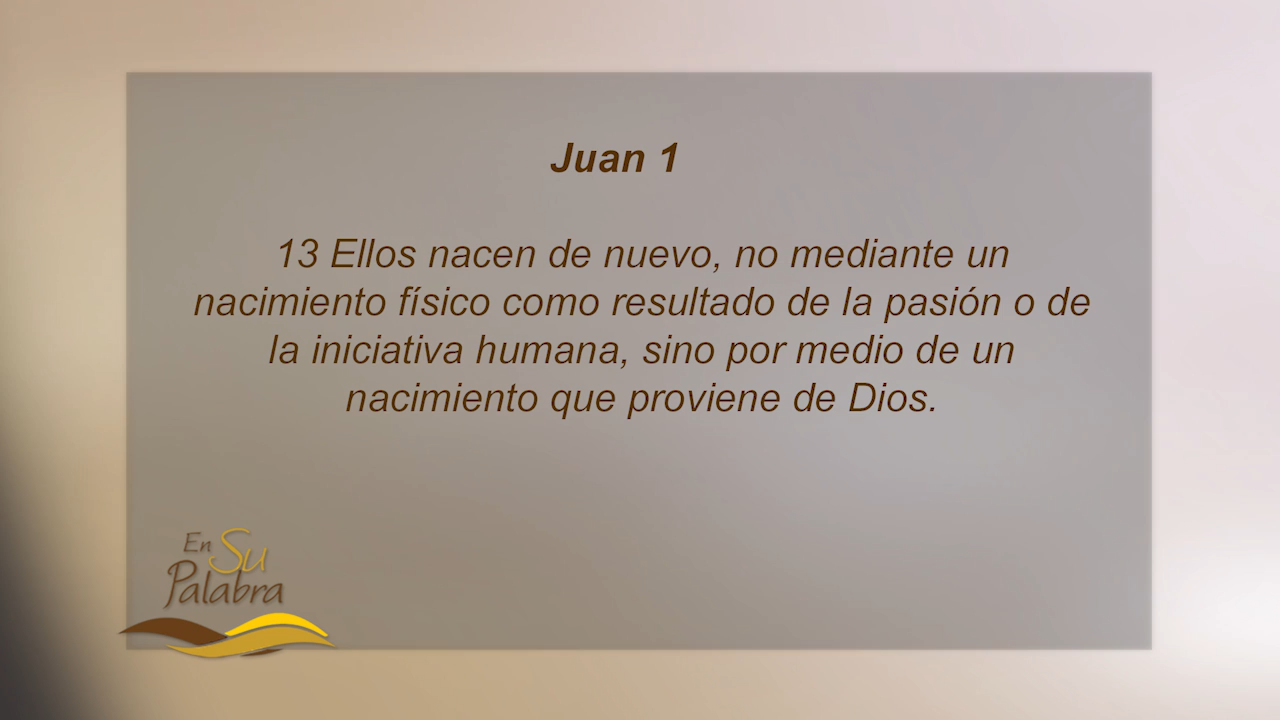 Juan 1
13 Ellos nacen de nuevo, no mediante un
nacimiento físico como resultado de la pasión o de
la iniciativa humana, sino por medio de un
nacimiento que proviene de Dios.
En Su
Palabra